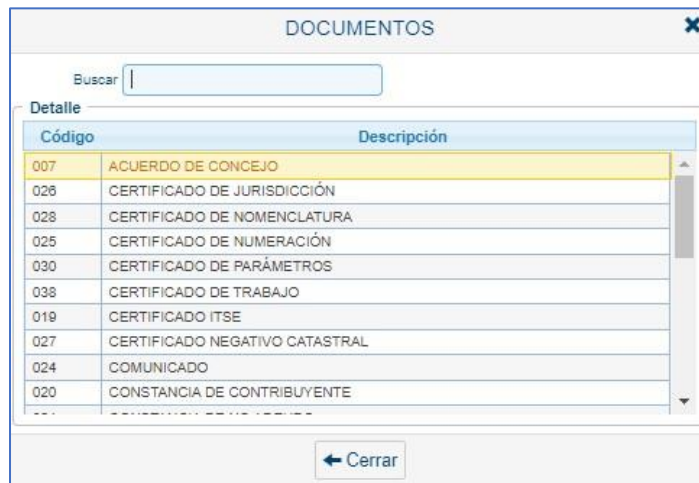 DOCUMENTOS
Buscar
Detalle
Código Descripción
007 ACUERDO DE CONCEJO
026 CERTIFICADO DE JURISDICCIÓN
028 CERTIFICADO DE NOMENCLATURA
025 CERTIFICADO DE NUMERACIÓN
030 CERTIFICADO DE PARÁMETROS
038 CERTIFICADO DE TRABAJO
019 CERTIFICADO ITSE
027 CERTIFICADO NEGATIVO CATASTRAL
024 COMUNICADO
020 CONSTANCIA DE CONTRIBUYENTE
Cerrar